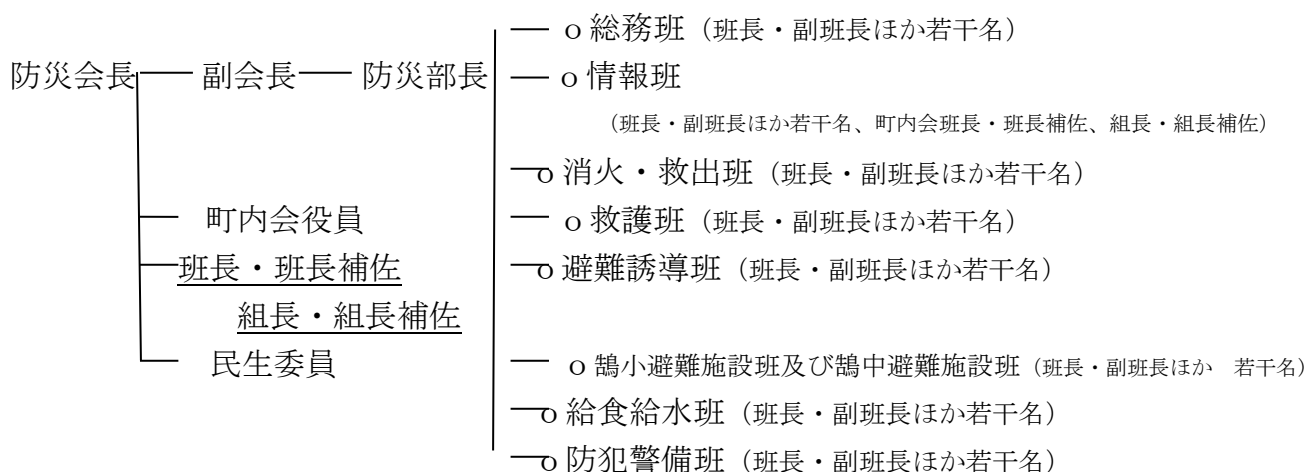 o 総務班（班長・副班長ほか若干名）
防災会長 副会長 防災部長 o 情報班
（班長・副班長ほか若干名、町内会班長・班長補佐、組長・組長補佐）
o 消火・救出班（班長・副班長ほか若干名）
町内会役員 o 救護班（班長・副班長ほか若干名）
班長・班長補佐 o 避難誘導班（班長・副班長ほか若干名）
組長・組長補佐
民生委員 o 鵠小避難施設班及び鵠中避難施設班（班長・副班長ほか　若干名）
o 給食給水班（班長・副班長ほか若干名）
o 防犯警備班（班長・副班長ほか若干名）